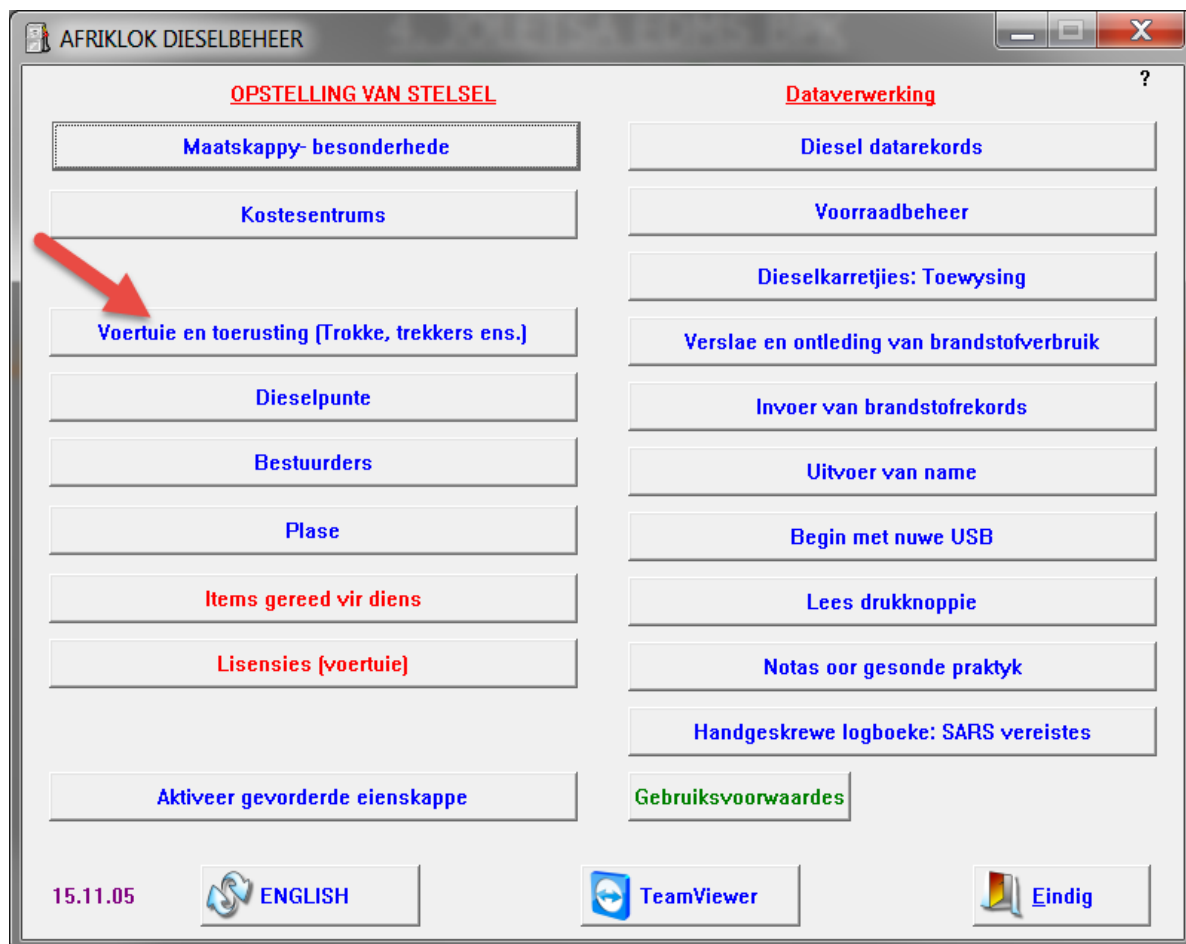 AFRIKLOK DIESELBEHEER
?
OPSTELLING VAN STELSEL
Maatskappy- besonderhede
Kostesentrums
Voertuie en toerusting (Trokke, trekkers ens.)
Dieselpunte
Bestuurders
Plase
Items gereed vir diens
Lisensies (voertuie)
Aktiveer gevorderde eienskappe
Dataverwerking
Diesel datarekords
Voorraadbeheer
Dieselkarretjies: Toewysing
Verslae en ontleding van brandstofverbruik
Invoer van brandstofrekords
Uitvoer van name
Begin met nuwe USB
Lees drukknoppie
Notas oor gesonde praktyk
Handgeskrewe logboeke: SARS vereistes
Gebruiksvoorwaardes
15.11.05
ENGLISH
TeamViewer
Eindig